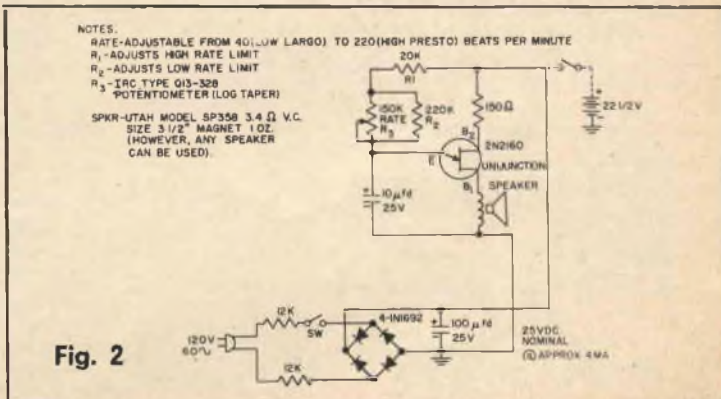 NOTES.
RATE-ADJUSTABLE FROM 40(LOW LARGO) TO 220(HIGH PRESTO) BEATS PER MINUTE
R1-ADJUSTS HIGH RATE LIMIT
R2-ADJUSTS LOW RATE LIMIT
R3-IRC TYPE Q13-328
POTENTIOMETER (LOG TAPER)
SPKR-UTAH MODEL SP358 3.4 Ω V.C.
SIZE 3 1/2" MAGNET 1 OZ.
(HOWEVER, ANY SPEAKER
CAN BE USED).
20K
R1
150K
RATE
R3
220K
R2
150Ω
B2
2N2160
UNIJUNCTION
E
B1
SPEAKER
+
22 1/2 V
+
10µfd
25V
12K
SW
4-1N1692
120V
60~
12K
+
100µfd
25V
25VDC
NOMINAL
@ APPROX 4MA
Fig. 2